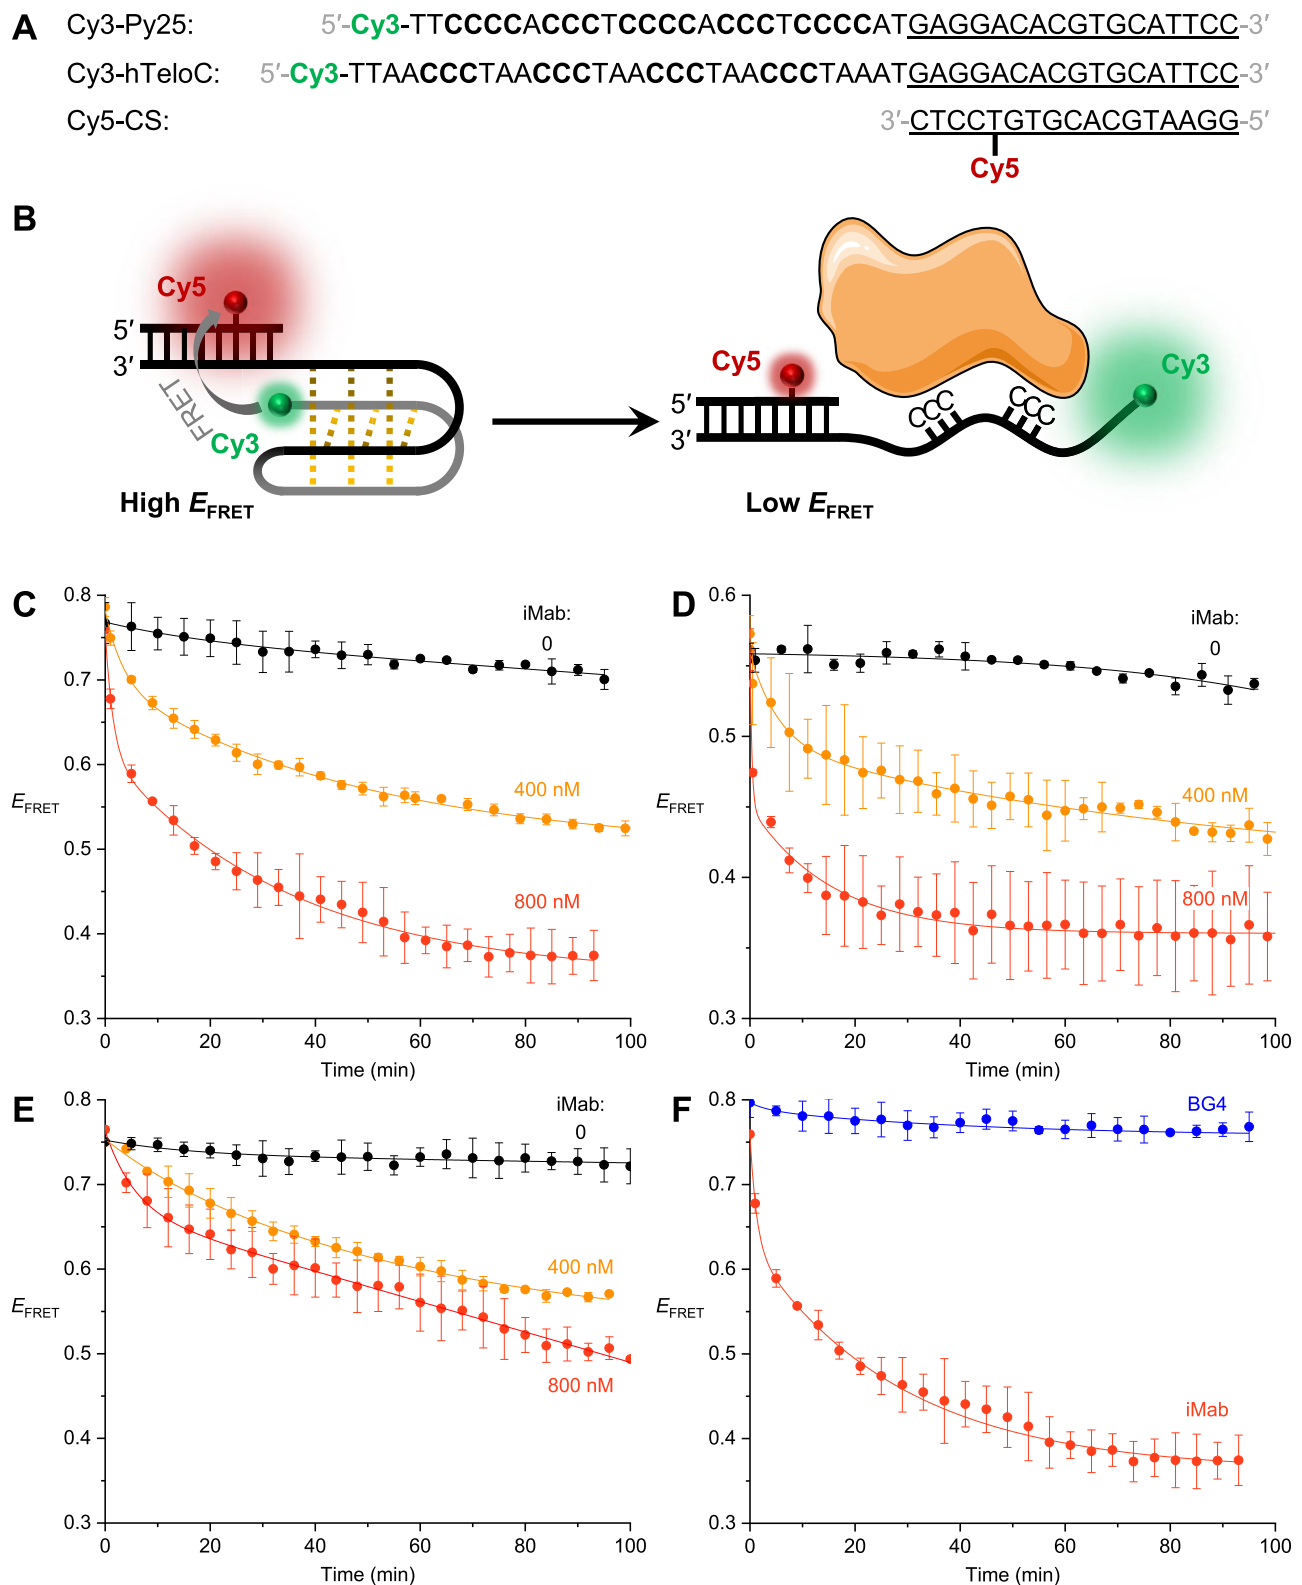 A
Cy3-Py25: 5′-Cy3-TTCCCCACCCTCCCCACCCTCCCCATGAGGACACGTGCATTCC-3′
Cy3-hTeloC: 5′-Cy3-TTAACCCTAACCCTAACCCTAACCCTAAATGAGGACACGTGCATTCC-3′
Cy5-CS: 3′-CTCCTGTGCACGTAAGG-5′
Cy5
B
Cy5
5′
3′
FRET
Cy3
High EFRET
Cy5
Cy3
5′
3′
CCC
CCC
Low EFRET
C
0.8
0.7
0.6
0.5
0.4
0.3
EFRET
iMab:
0
400 nM
800 nM
0 20 40 60 80 100
Time (min)
D
0.6
0.5
0.4
0.3
EFRET
iMab:
0
400 nM
800 nM
0 20 40 60 80 100
Time (min)
E
0.8
0.7
0.6
0.5
0.4
0.3
EFRET
iMab:
0
400 nM
800 nM
0 20 40 60 80 100
Time (min)
F
0.8
0.7
0.6
0.5
0.4
0.3
EFRET
BG4
iMab
0 20 40 60 80 100
Time (min)